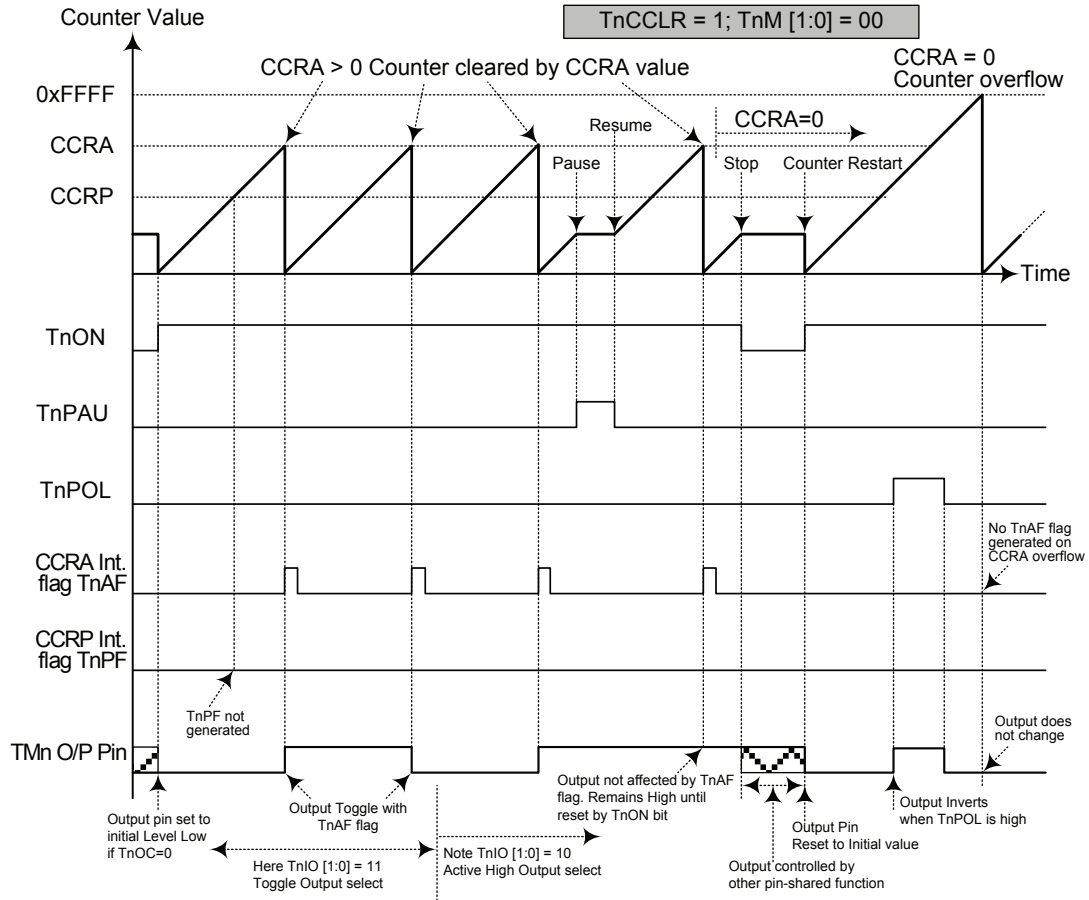 Counter Value
TnCCLR = 1; TnM [1:0] = 00
CCRA > 0 Counter cleared by CCRA value
CCRA = 0
Counter overflow
0xFFFF
CCRA
CCRP
Pause
Resume
CCRA=0
Stop
Counter Restart
Time
TnON
TnPAU
TnPOL
CCRA Int.
flag TnAF
No TnAF flag
generated on
CCRA overflow
CCRP Int.
flag TnPF
TnPF not
generated
TMn O/P Pin
Output does
not change
Output pin set to
initial Level Low
if TnOC=0
Output Toggle with
TnAF flag
Output not affected by TnAF
flag. Remains High until
reset by TnON bit
Output Inverts
when TnPOL is high
Output Pin
Reset to Initial value
Here TnIO [1:0] = 11
Toggle Output select
Note TnIO [1:0] = 10
Active High Output select
Output controlled by
other pin-shared function